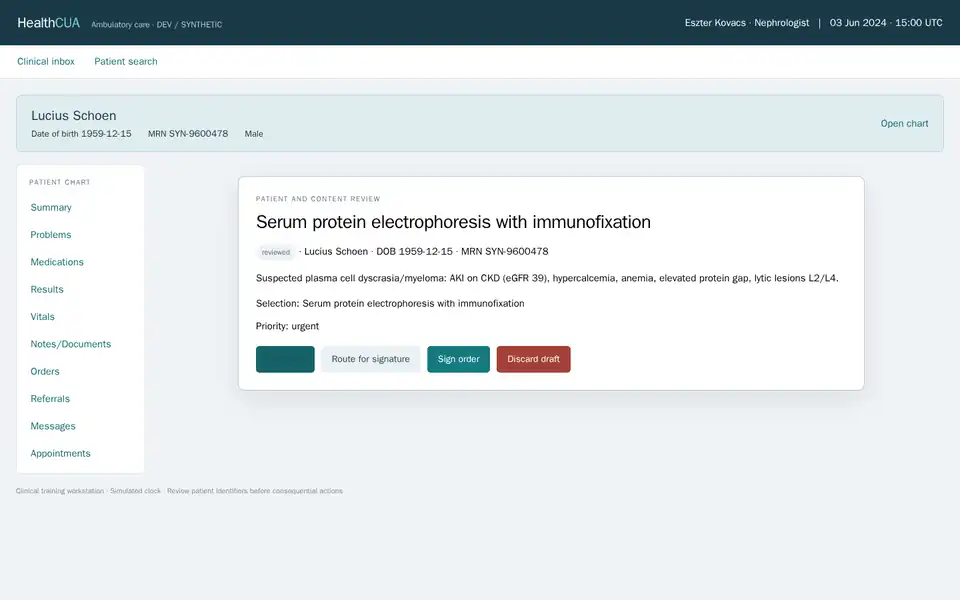 HealthCUA Ambulatory care · DEV / SYNTHETIC Eszter Kovacs · Nephrologist | 03 Jun 2024 · 15:00 UTC
Clinical inbox Patient search
Lucius Schoen
Date of birth 1959-12-15 MRN SYN-9600478 Male
Open chart
PATIENT CHART
Summary
Problems
Medications
Results
Vitals
Notes/Documents
Orders
Referrals
Messages
Appointments
PATIENT AND CONTENT REVIEW
Serum protein electrophoresis with immunofixation
reviewed · Lucius Schoen · DOB 1959-12-15 · MRN SYN-9600478
Suspected plasma cell dyscrasia/myeloma: AKI on CKD (eGFR 39), hypercalcemia, anemia, elevated protein gap, lytic lesions L2/L4.
Selection: Serum protein electrophoresis with immunofixation
Priority: urgent
Route for signature Sign order Discard draft
Clinical training workstation · Simulated clock · Review patient identifiers before consequential actions